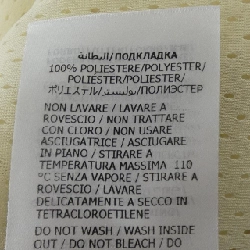 البطانة/ПОДКЛАДКА
100% POLIESTERE/POLYESTTR/
POLIESTER/POLIESTER/
ポリエステル/بوليستر/ПОЛИЭСТЕР
NON LAVARE / LAVARE A
ROVESCIO / NON TRATTARE
CON CLORO / NON USARE
ASCIUGATRICE / ASCIUGARE
IN PIANO / STIRARE A
TEMPERATURA MASSIMA 110
°C SENZA VAPORE / STIRARE A
ROVESCIO / LAVARE
DELICATAMENTE A SECCO IN
TETRACLOROETILENE
DO NOT WASH / WASH INSIDE
OUT / DO NOT BLEACH / DO